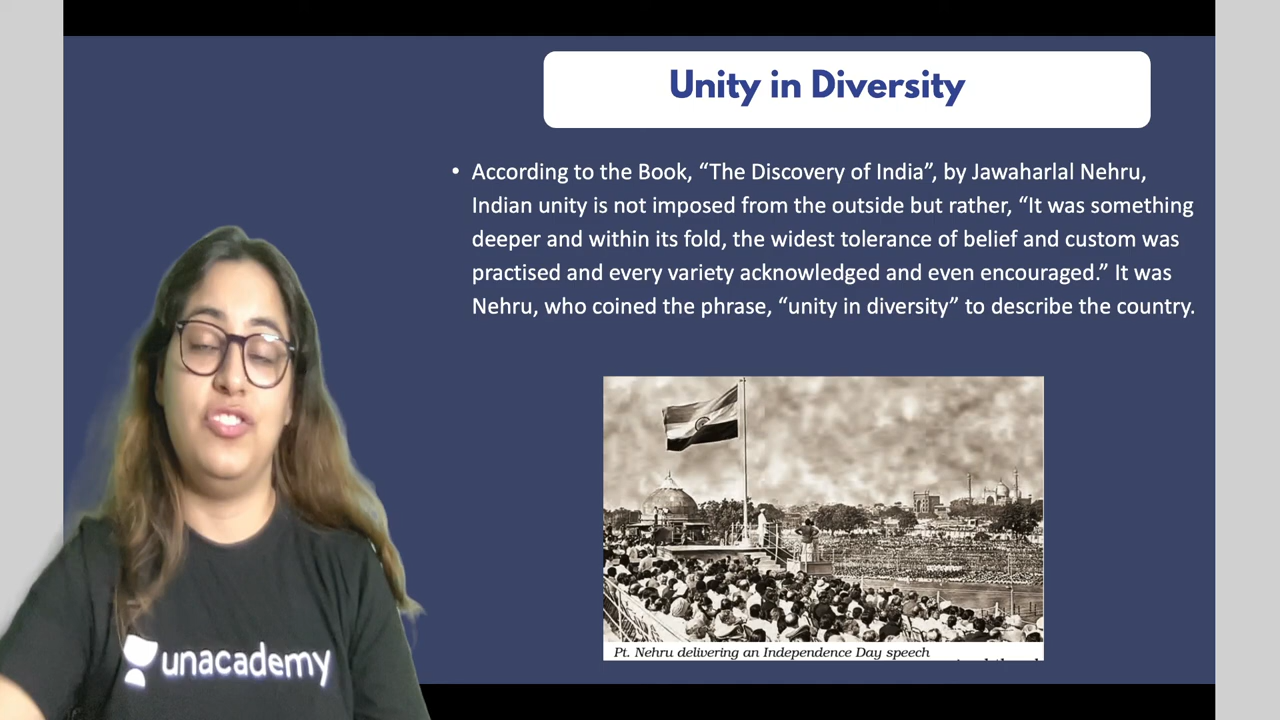 Unity in Diversity
• According to the Book, “The Discovery of India”, by Jawaharlal Nehru,
Indian unity is not imposed from the outside but rather, “It was something
deeper and within its fold, the widest tolerance of belief and custom was
practised and every variety acknowledged and even encouraged.” It was
Nehru, who coined the phrase, “unity in diversity” to describe the country.
unacademy
Pt. Nehru delivering an Independence Day speech